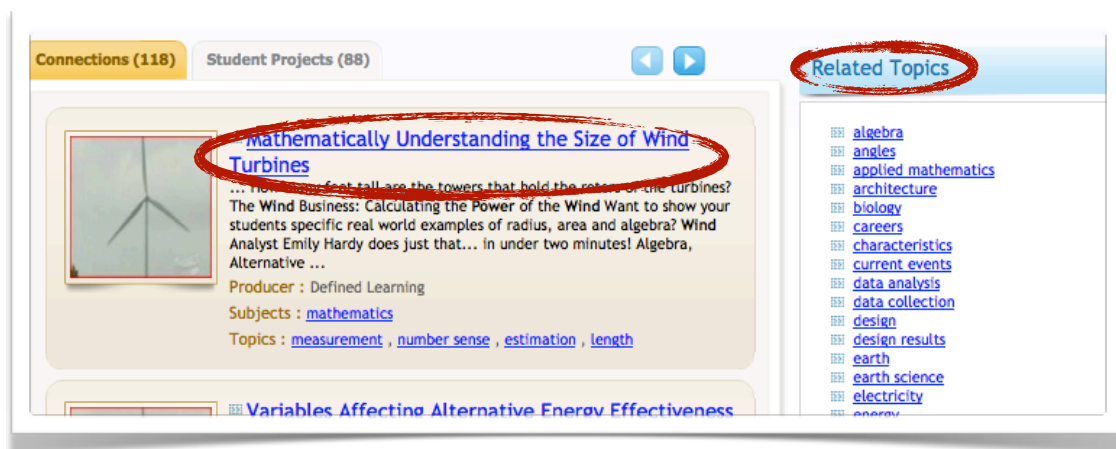 Connections (118)
Student Projects (88)
Mathematically Understanding the Size of Wind
Turbines
... How many feet tall are the towers that hold the rotors of the turbines?
The Wind Business: Calculating the Power of the Wind Want to show your
students specific real world examples of radius, area and algebra? Wind
Analyst Emily Hardy does just that... in under two minutes! Algebra,
Alternative ...
Producer : Defined Learning
Subjects : mathematics
Topics : measurement , number sense , estimation , length
Variables Affecting Alternative Energy Effectiveness
Related Topics
algebra
angles
applied mathematics
architecture
biology
careers
characteristics
current events
data analysis
data collection
design
design results
earth
earth science
electricity
energy